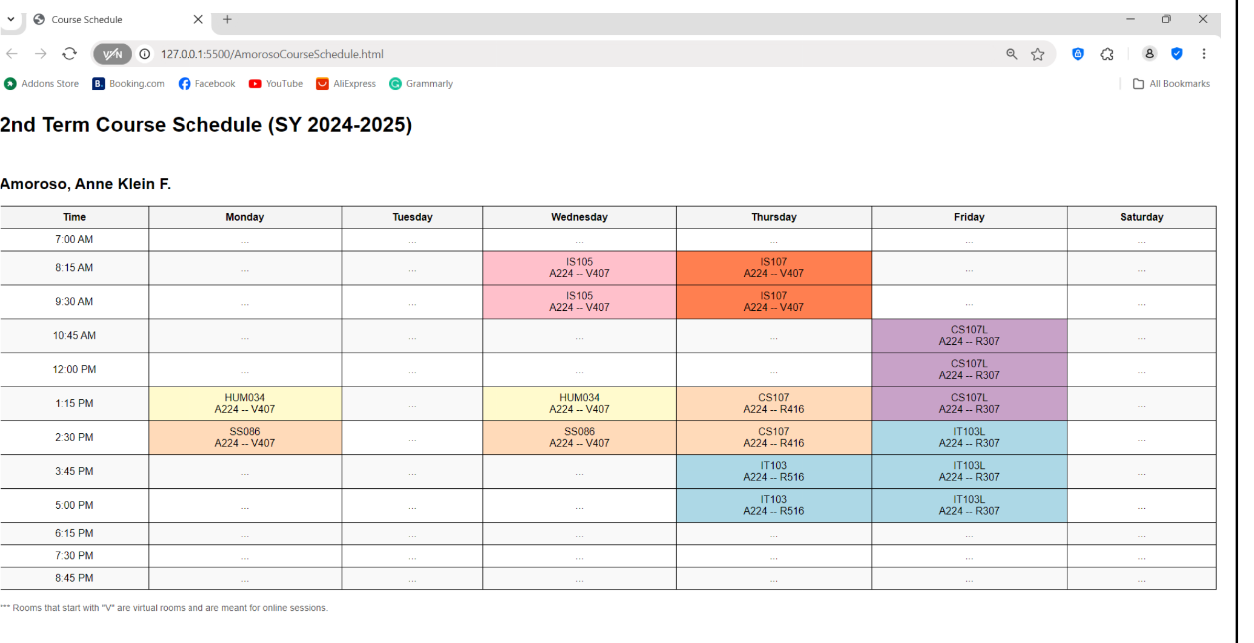 Course Schedule
127.0.0.1:5500/AmorosoCourseSchedule.html
Addons Store Booking.com Facebook YouTube AliExpress Grammarly All Bookmarks
2nd Term Course Schedule (SY 2024-2025)
Amoroso, Anne Klein F.
Time Monday Tuesday Wednesday Thursday Friday Saturday
7:00 AM ... ... ... ... ... ...
8:15 AM ... ... IS105 IS107 ... ...
A224 -- V407 A224 -- V407
9:30 AM ... ... IS105 IS107 ... ...
A224 -- V407 A224 -- V407
10:45 AM ... ... ... ... CS107L ...
A224 -- R307
12:00 PM ... ... ... ... CS107L ...
A224 -- R307
1:15 PM HUM034 ... HUM034 CS107 CS107L ...
A224 -- V407 A224 -- V407 A224 -- R416 A224 -- R307
2:30 PM SS086 ... SS086 CS107 IT103L ...
A224 -- V407 A224 -- V407 A224 -- R416 A224 -- R307
3:45 PM ... ... ... IT103 IT103L ...
A224 -- R516 A224 -- R307
5:00 PM ... ... ... IT103 IT103L ...
A224 -- R516 A224 -- R307
6:15 PM ... ... ... ... ... ...
7:30 PM ... ... ... ... ... ...
8:45 PM ... ... ... ... ... ...
*** Rooms that start with "V" are virtual rooms and are meant for online sessions.